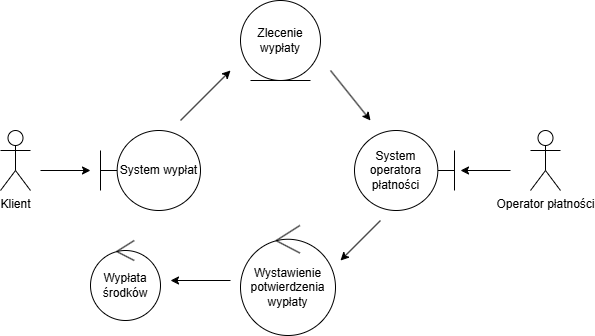 Zlecenie
wypłaty
System wypłat
System
operatora
płatności
Klient
Operator płatności
Wypłata
środków
Wystawienie
potwierdzenia
wypłaty